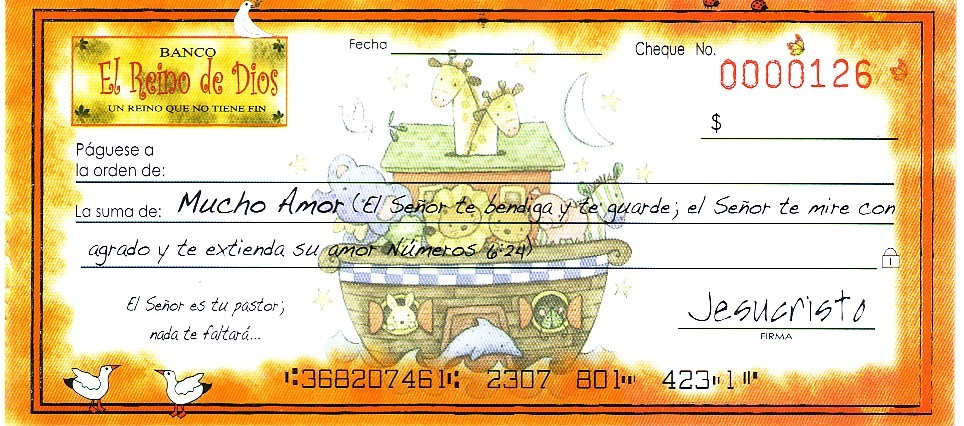 BANCO
El Reino de Dios
UN REINO QUE NO TIENE FIN
Fecha
Cheque No.
0000126
$
Páguese a
la orden de:
La suma de: Mucho Amor (El Señor te bendiga y te guarde; el Señor te mire con
agrado y te extienda su amor Números 6:24)
El Señor es tu pastor;
nada te faltará...
Jesucristo
FIRMA
⑆368207461⑆ 2307 801⑈ 423⑈1⑈